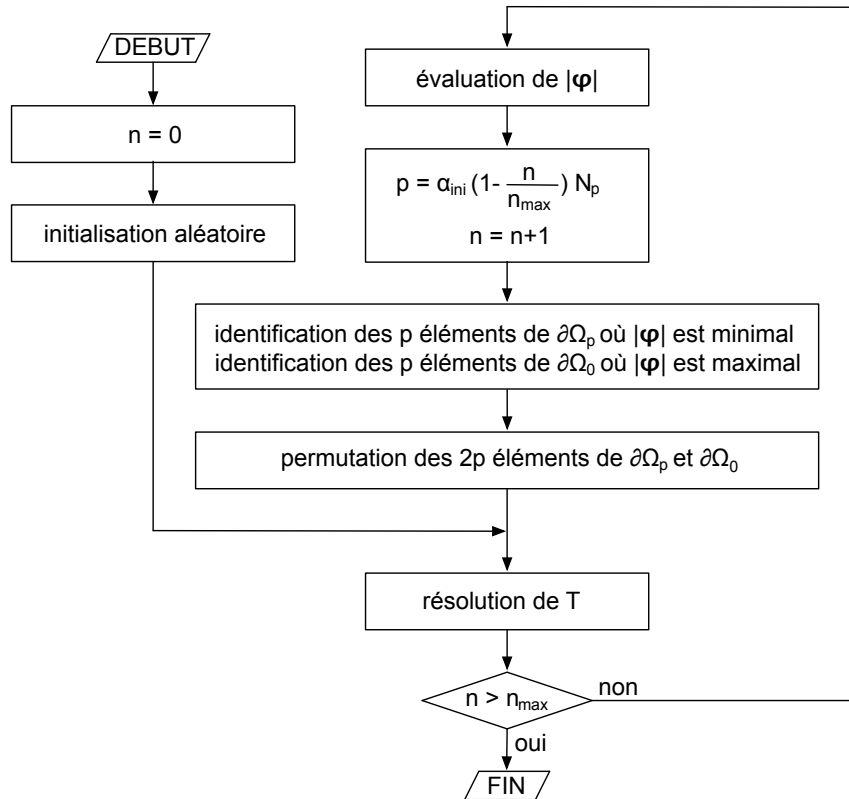 DEBUT
n = 0
initialisation aléatoire
évaluation de |φ|
p = αini (1- n/nmax) Np
n = n+1
identification des p éléments de ∂Ωp où |φ| est minimal
identification des p éléments de ∂Ω0 où |φ| est maximal
permutation des 2p éléments de ∂Ωp et ∂Ω0
résolution de T
n > nmax
non
oui
FIN